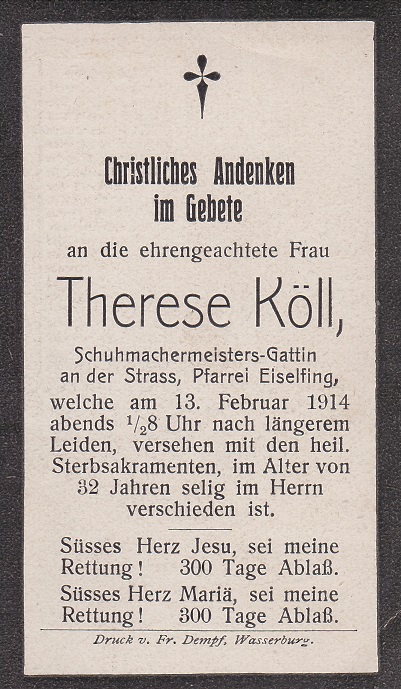 Christliches Andenken
im Gebete
an die ehrengeachtete Frau
Therese Köll,
Schuhmachermeisters-Gattin
an der Strass, Pfarrei Eiselfing,
welche am 13. Februar 1914
abends 1/28 Uhr nach längerem
Leiden, versehen mit den heil.
Sterbsakramenten, im Alter von
32 Jahren selig im Herrn
verschieden ist.
Süsses Herz Jesu, sei meine
Rettung! 300 Tage Ablaß.
Süsses Herz Mariä, sei meine
Rettung! 300 Tage Ablaß.
Druck v. Fr. Dempf, Wasserburg.